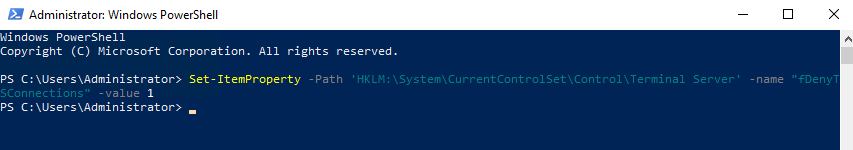 Administrator: Windows PowerShell
Windows PowerShell
Copyright (C) Microsoft Corporation. All rights reserved.
PS C:\Users\Administrator> Set-ItemProperty -Path 'HKLM:\System\CurrentControlSet\Control\Terminal Server' -name "fDenyT
SConnections" -value 1
PS C:\Users\Administrator>